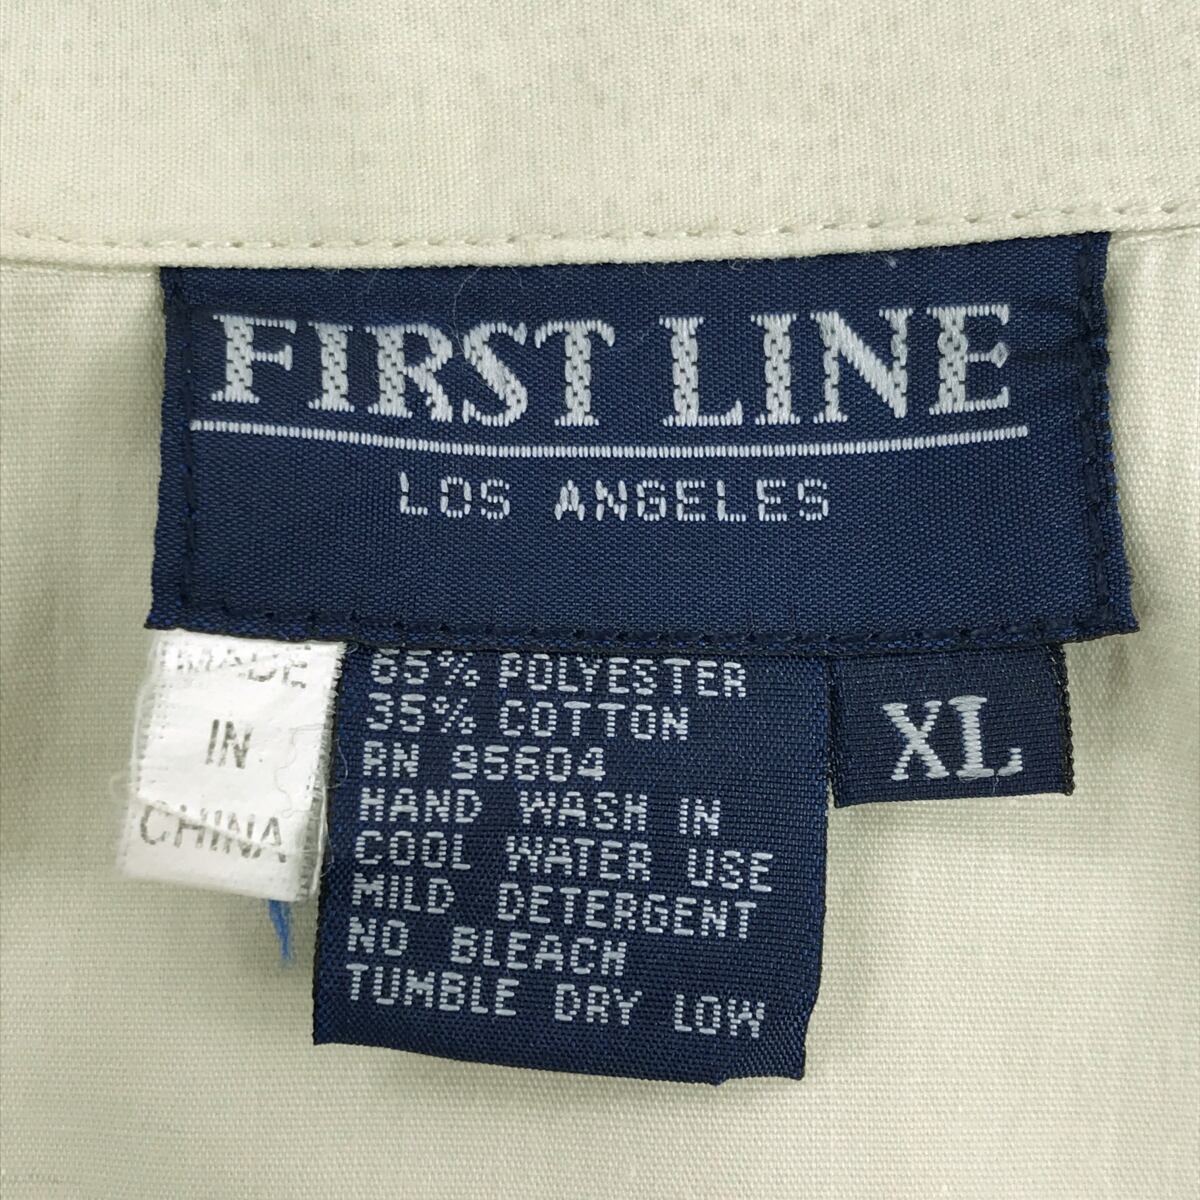 FIRST LINE
LOS ANGELES
MADE
IN
CHINA
65% POLYESTER
35% COTTON
RN 95604
HAND WASH IN
COOL WATER USE
MILD DETERGENT
NO BLEACH
TUMBLE DRY LOW
XL